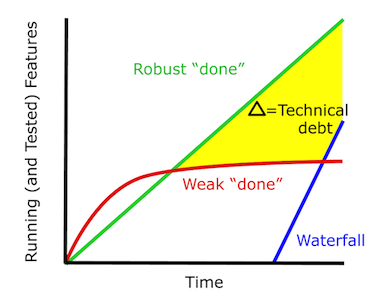 Running (and Tested) Features
Robust “done”
Δ=Technical
debt
Weak “done”
Waterfall
Time